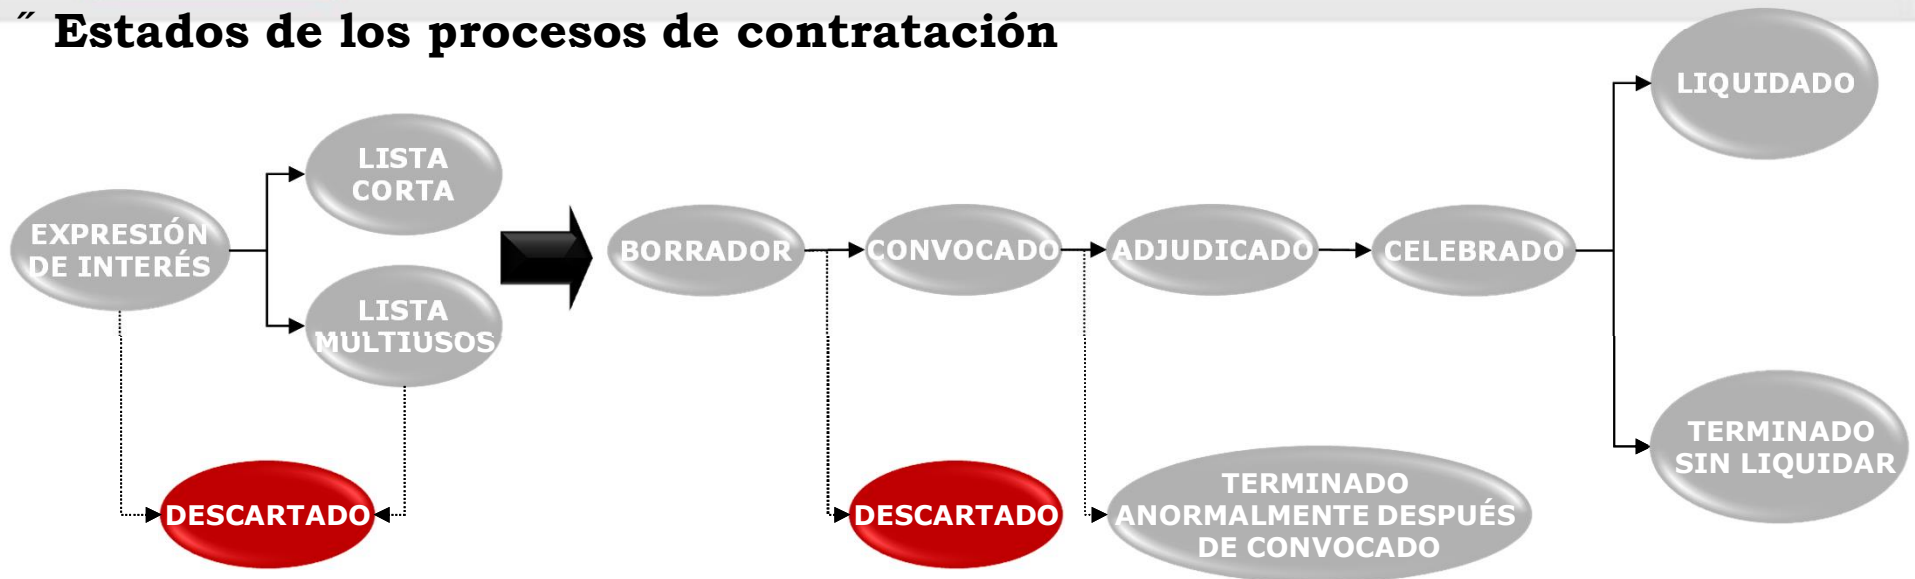 ˝ Estados de los procesos de contratación
EXPRESIÓN
DE INTERÉS
LISTA
CORTA
LISTA
MULTIUSOS
DESCARTADO
BORRADOR
CONVOCADO
ADJUDICADO
CELEBRADO
DESCARTADO
TERMINADO
ANORMALMENTE DESPUÉS
DE CONVOCADO
LIQUIDADO
TERMINADO
SIN LIQUIDAR